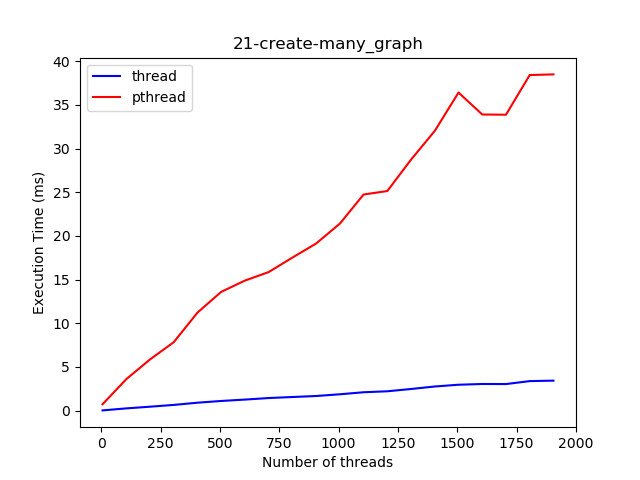 21-create-many_graph
thread
pthread
40
35
30
25
20
15
10
5
0
Execution Time (ms)
0 250 500 750 1000 1250 1500 1750 2000
Number of threads